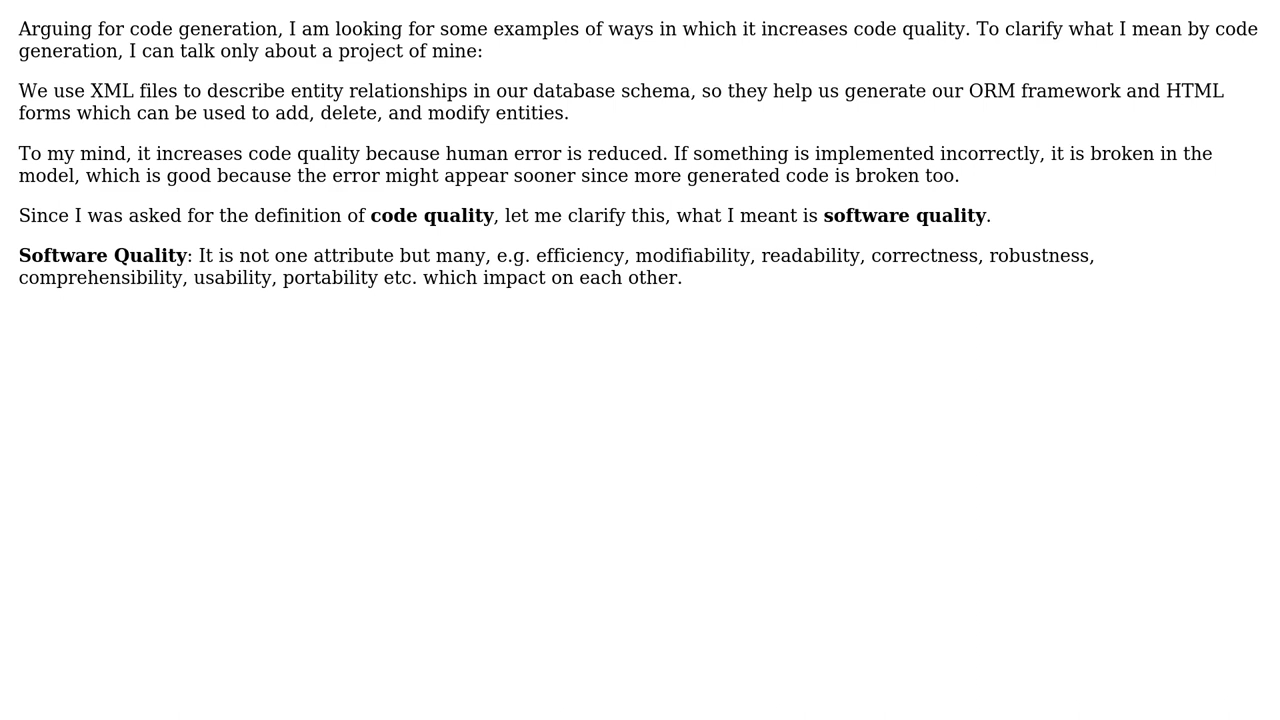 Arguing for code generation, I am looking for some examples of ways in which it increases code quality. To clarify what I mean by code
generation, I can talk only about a project of mine:
We use XML files to describe entity relationships in our database schema, so they help us generate our ORM framework and HTML
forms which can be used to add, delete, and modify entities.
To my mind, it increases code quality because human error is reduced. If something is implemented incorrectly, it is broken in the
model, which is good because the error might appear sooner since more generated code is broken too.
Since I was asked for the definition of code quality, let me clarify this, what I meant is software quality.
Software Quality: It is not one attribute but many, e.g. efficiency, modifiability, readability, correctness, robustness,
comprehensibility, usability, portability etc. which impact on each other.